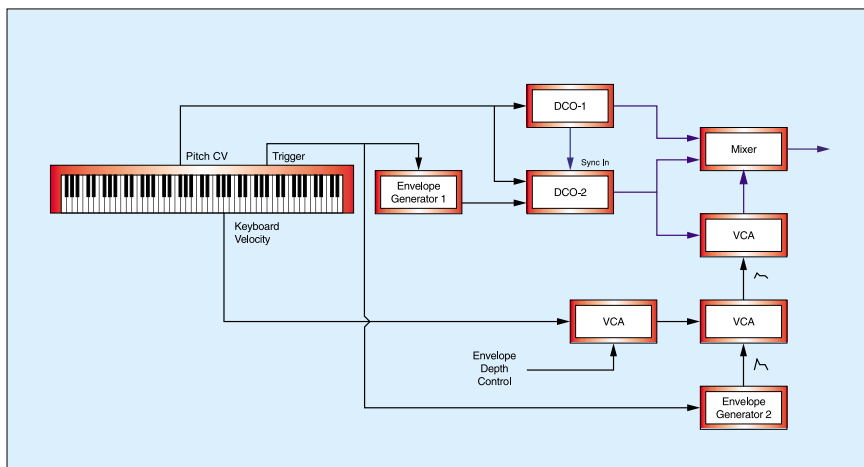 DCO-1
Pitch CV
Trigger
Sync In
Mixer
Envelope
Generator 1
DCO-2
Keyboard
Velocity
VCA
VCA
VCA
Envelope
Depth
Control
Envelope
Generator 2